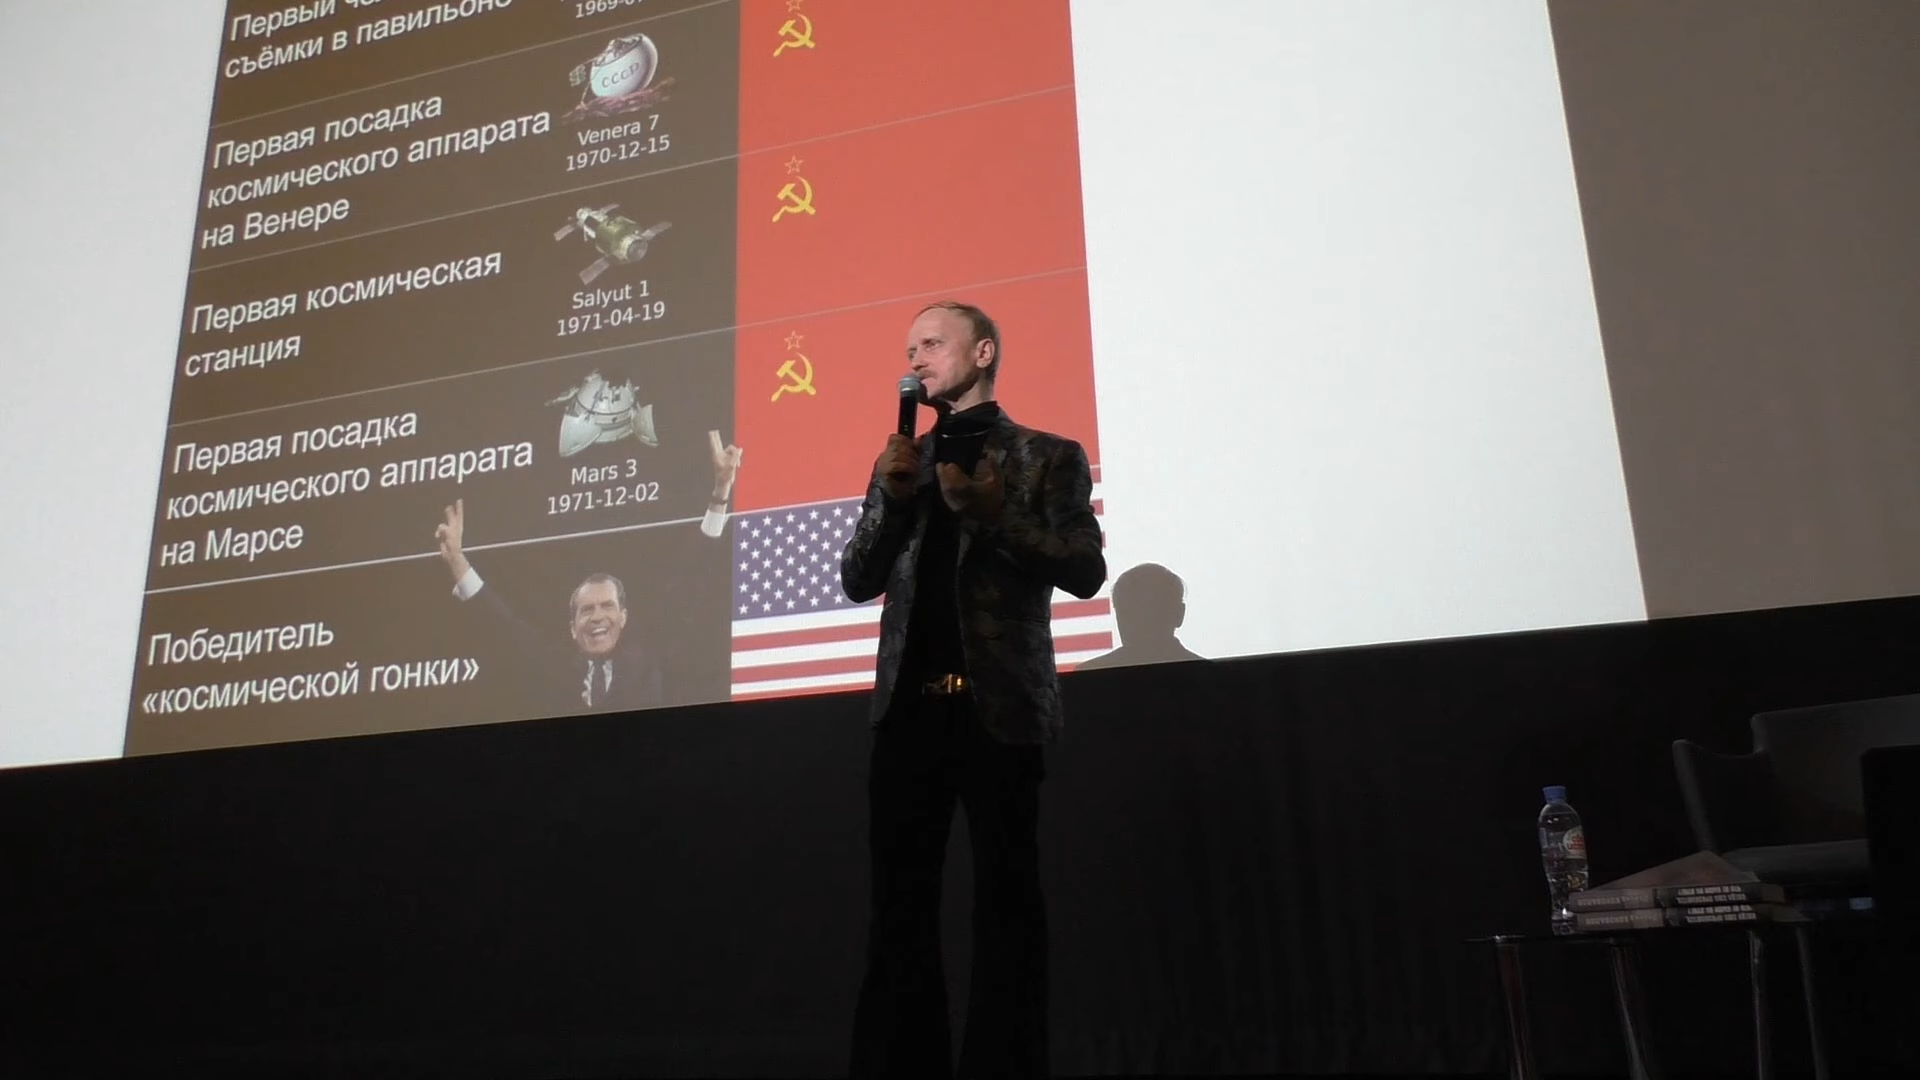 Первый
съёмки в павильоне
Первая посадка
космического аппарата
на Венере
СССР
Venera 7
1970-12-15
Первая космическая
станция
Salyut 1
1971-04-19
Первая посадка
космического аппарата
на Марсе
Mars 3
1971-12-02
Победитель
«космической гонки»